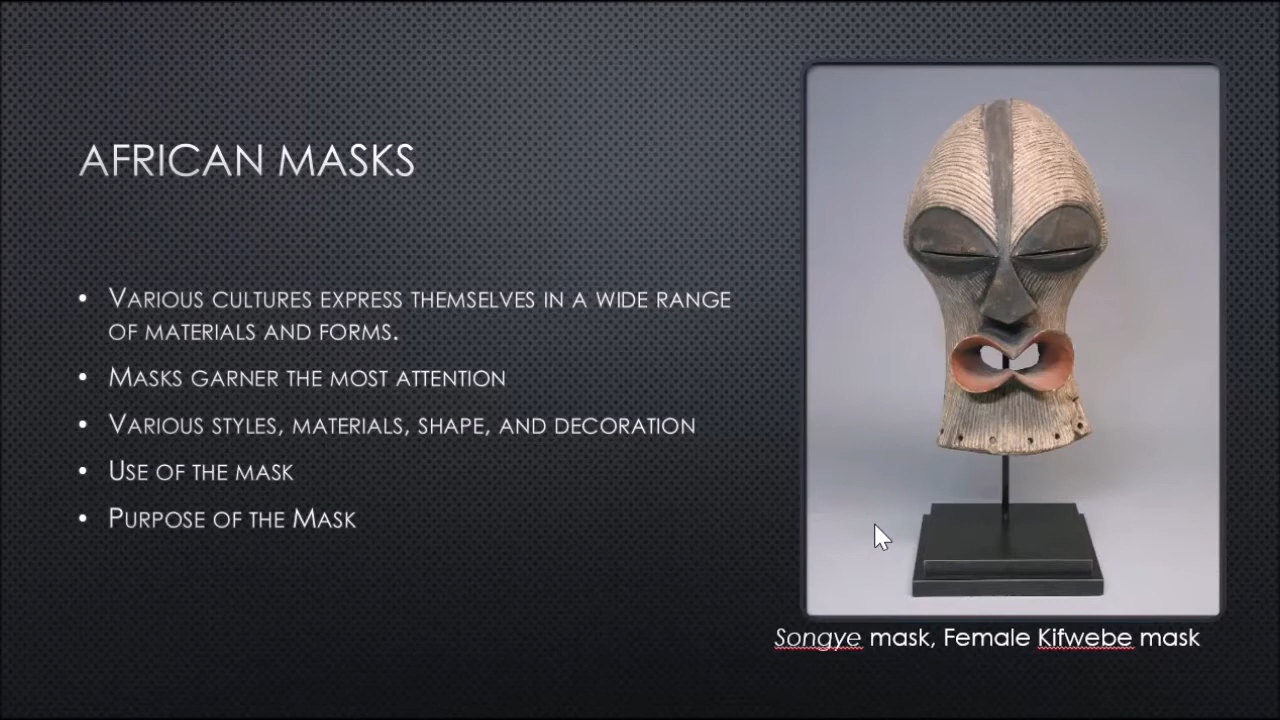 AFRICAN MASKS
VARIOUS CULTURES EXPRESS THEMSELVES IN A WIDE RANGE
OF MATERIALS AND FORMS.
MASKS GARNER THE MOST ATTENTION
VARIOUS STYLES, MATERIALS, SHAPE, AND DECORATION
USE OF THE MASK
PURPOSE OF THE MASK
Songye mask, Female Kifwebe mask